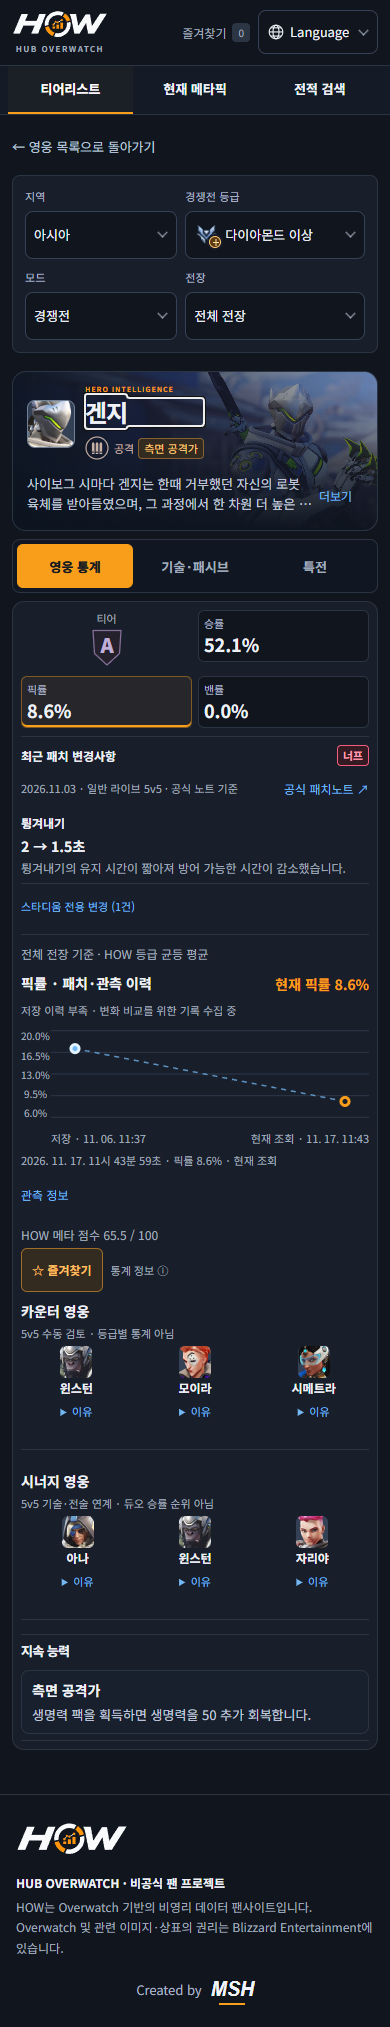 HOW
HUB OVERWATCH
즐겨찾기 0
Language
티어리스트
현재 메타픽
전적 검색
← 영웅 목록으로 돌아가기
지역
경쟁전 등급
아시아
다이아몬드 이상
모드
전장
경쟁전
전체 전장
HERO INTELLIGENCE
겐지
공격 측면 공격가
사이보그 시마다 겐지는 한때 거부했던 자신의 로봇
육체를 받아들였으며, 그 과정에서 한 차원 더 높은 …
더보기
영웅 통계
기술·패시브
특전
티어
A
승률
52.1%
픽률
8.6%
밴률
0.0%
최근 패치 변경사항
너프
2026.11.03 · 일반 라이브 5v5 · 공식 노트 기준
공식 패치노트 ↗
튕겨내기
2 → 1.5초
튕겨내기의 유지 시간이 짧아져 방어 가능한 시간이 감소했습니다.
스타디움 전용 변경 (1건)
전체 전장 기준 · HOW 등급 균등 평균
픽률 · 패치·관측 이력
현재 픽률 8.6%
저장 이력 부족 · 변화 비교를 위한 기록 수집 중
20.0%
16.5%
13.0%
9.5%
6.0%
저장 · 11. 06. 11:37
현재 조회 · 11. 17. 11:43
2026. 11. 17. 11시 43분 59초 · 픽률 8.6% · 현재 조회
관측 정보
HOW 메타 점수 65.5 / 100
☆ 즐겨찾기
통계 정보 ⓘ
카운터 영웅
5v5 수동 검토 · 등급별 통계 아님
윈스턴
모이라
시메트라
▶ 이유
▶ 이유
▶ 이유
시너지 영웅
5v5 기술·전술 연계 · 듀오 승률 순위 아님
아나
윈스턴
자리야
▶ 이유
▶ 이유
▶ 이유
지속 능력
측면 공격가
생명력 팩을 획득하면 생명력을 50 추가 회복합니다.
HOW
HUB OVERWATCH · 비공식 팬 프로젝트
HOW는 Overwatch 기반의 비영리 데이터 팬사이트입니다.
Overwatch 및 관련 이미지·상표의 권리는 Blizzard Entertainment에
있습니다.
Created by MSH